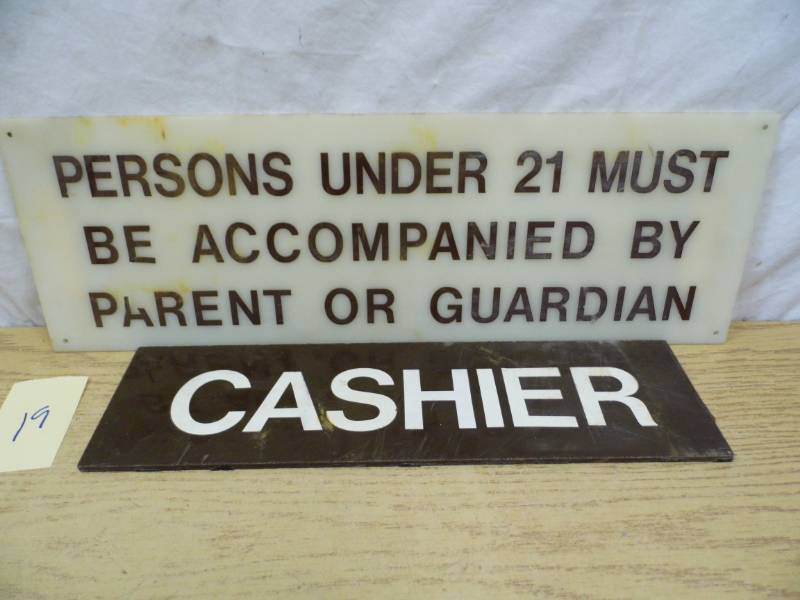 PERSONS UNDER 21 MUST
BE ACCOMPANIED BY
PARENT OR GUARDIAN
CASHIER
19